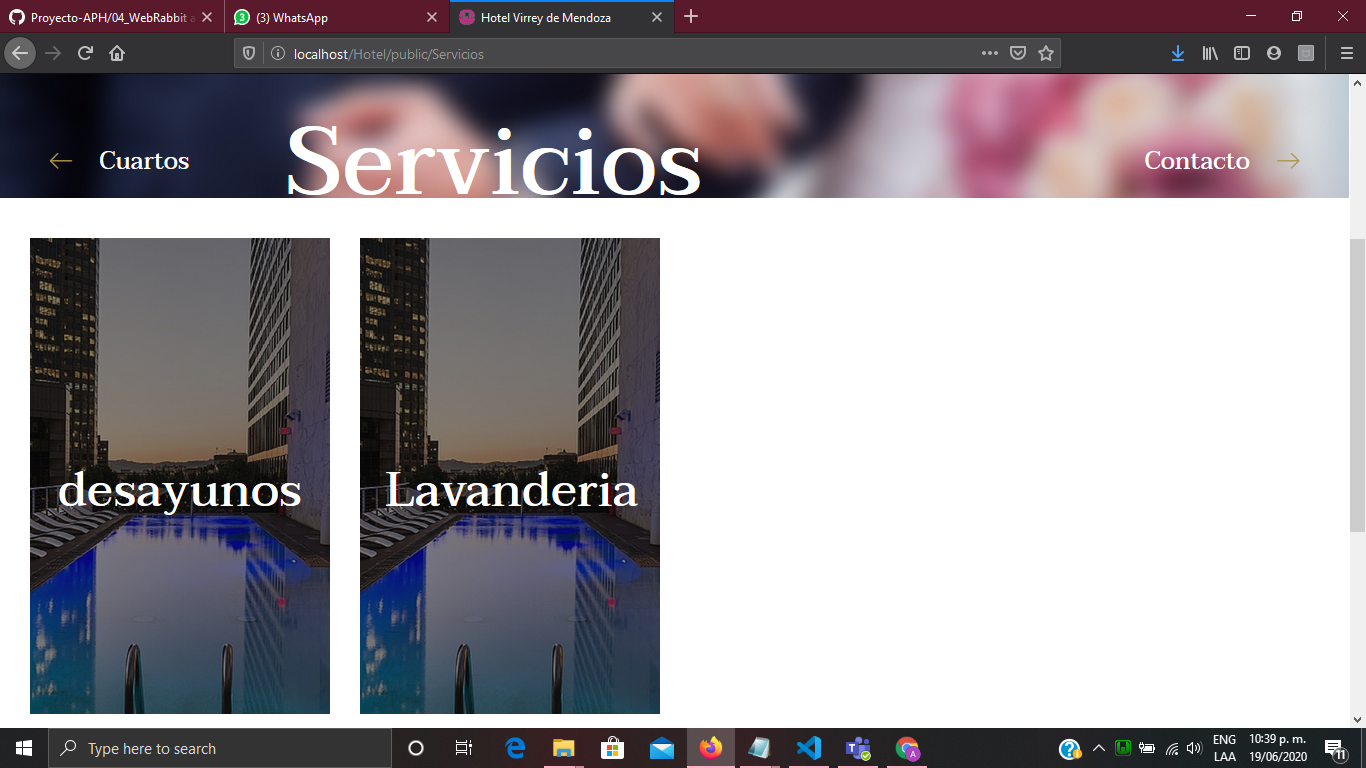 Proyecto-APH/04_WebRabbit a
3 (3) WhatsApp
Hotel Virrey de Mendoza
localhost/Hotel/public/Servicios
Cuartos
Servicios
Contacto
desayunos
Lavanderia
Type here to search
A
ENG
LAA
10:39 p. m.
19/06/2020
11